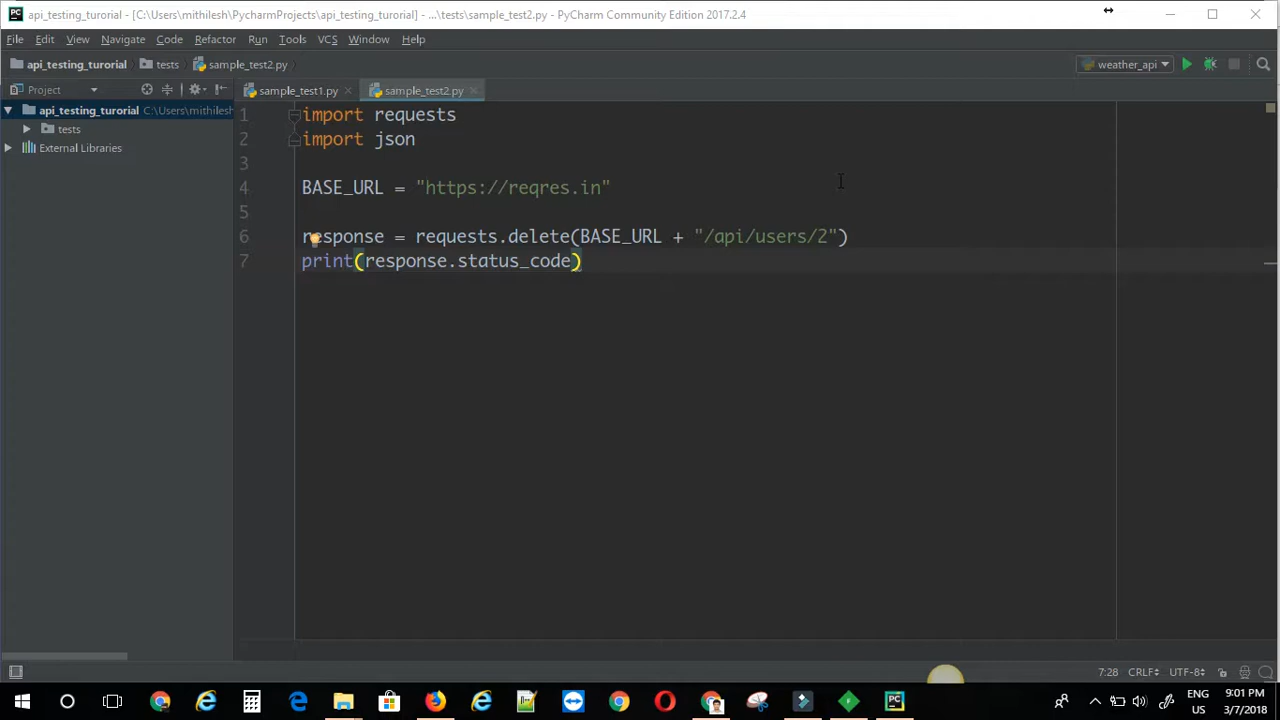 api_testing_turorial - [C:\Users\mithilesh\PycharmProjects\api_testing_turorial] - ...\tests\sample_test2.py - PyCharm Community Edition 2017.2.4
File Edit View Navigate Code Refactor Run Tools VCS Window Help
api_testing_turorial tests sample_test2.py weather_api
Project sample_test1.py sample_test2.py
api_testing_turorial C:\Users\mithilesh
tests
External Libraries
1 import requests
2 import json
3
4 BASE_URL = "https://reqres.in"
5
6 response = requests.delete(BASE_URL + "/api/users/2")
7 print(response.status_code)
7:28 CRLF UTF-8
ENG 9:01 PM
US 3/7/2018